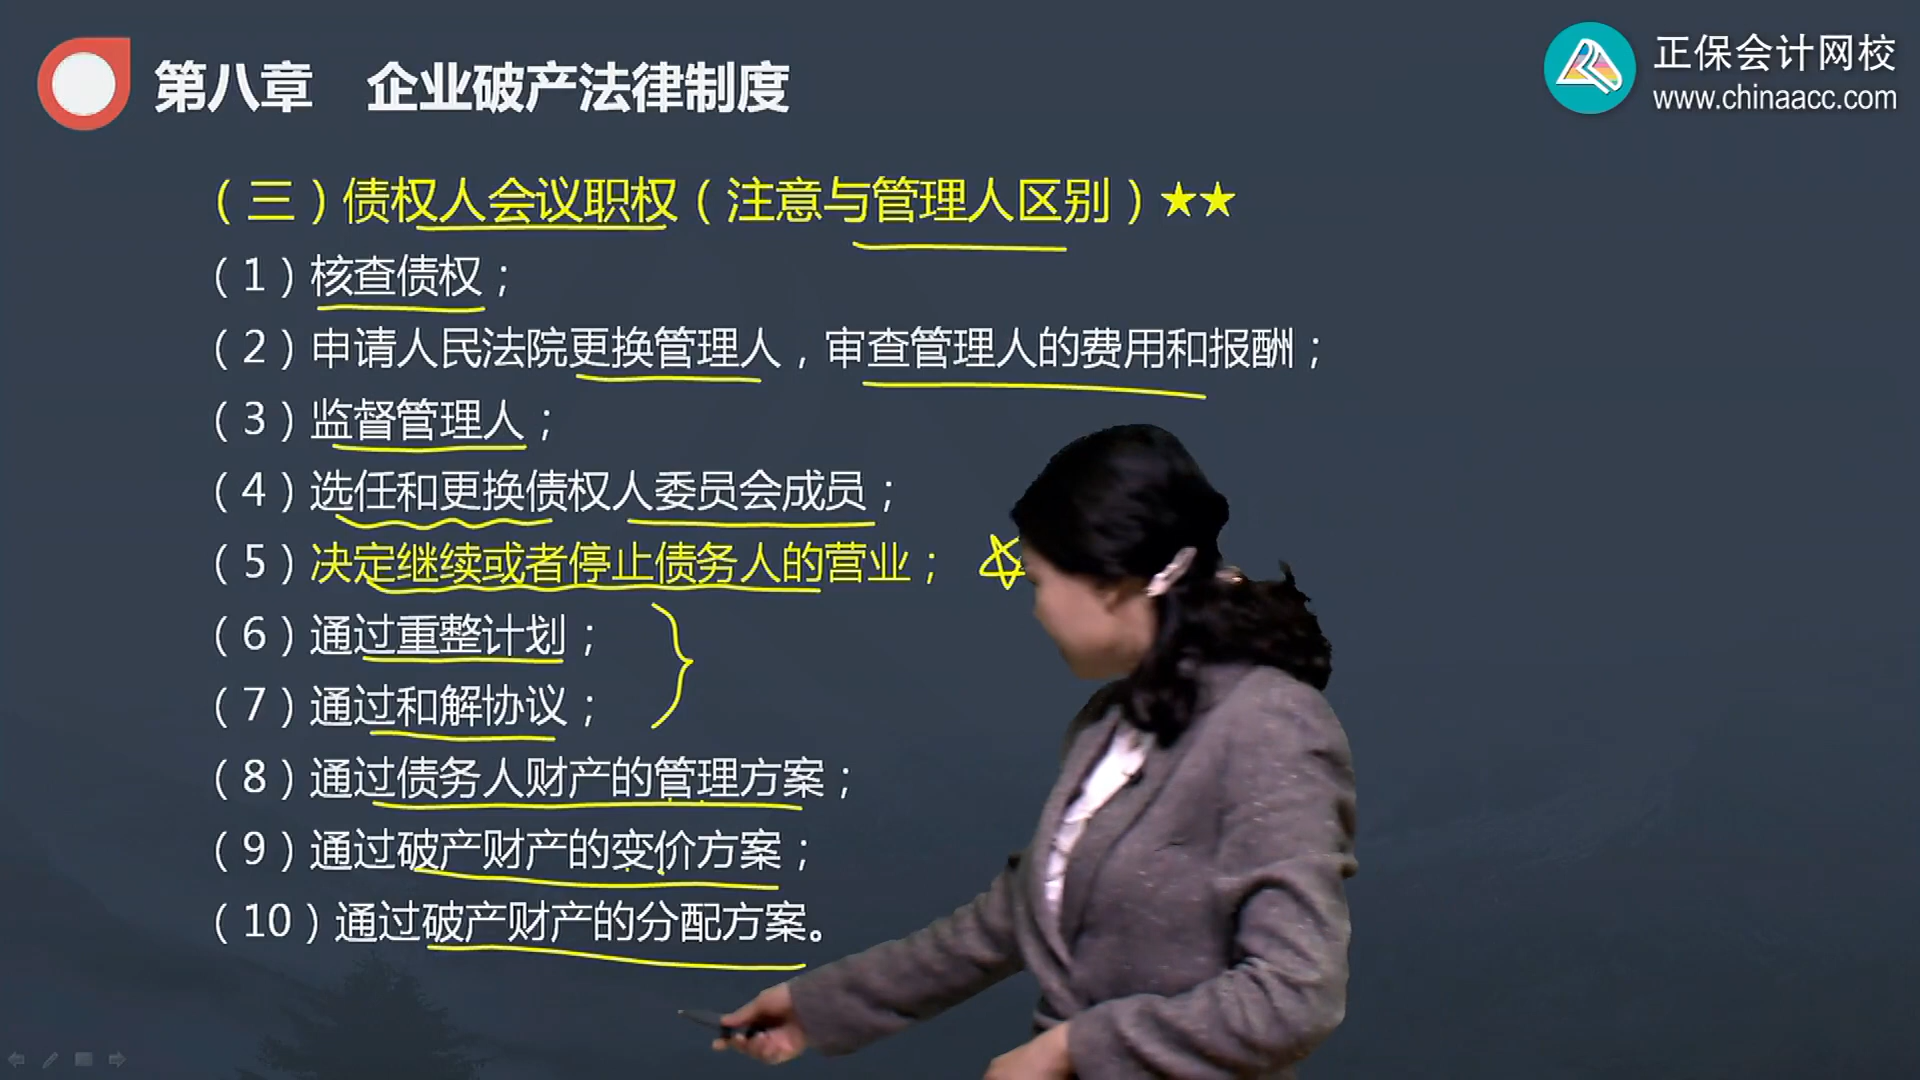 第八章 企业破产法律制度
正保会计网校
www.chinaacc.com
（三）债权人会议职权（注意与管理人区别）★★
（1）核查债权；
（2）申请人民法院更换管理人，审查管理人的费用和报酬；
（3）监督管理人；
（4）选任和更换债权人委员会成员；
（5）决定继续或者停止债务人的营业；
（6）通过重整计划；
（7）通过和解协议；
（8）通过债务人财产的管理方案；
（9）通过破产财产的变价方案；
（10）通过破产财产的分配方案。